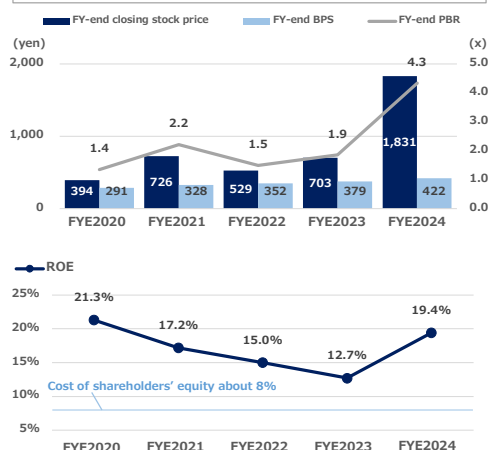 FY-end closing stock price FY-end BPS FY-end PBR
(yen) (x)
2,000 5.0
4.3
4.0
3.0
2.2
1.9
1.4 1.5
1,000 2.0
1,831
1.0
394 291 726 328 529 352 703 379 422
0 0.0
FYE2020 FYE2021 FYE2022 FYE2023 FYE2024
ROE
25%
21.3%
20%
17.2% 19.4%
15.0%
15%
12.7%
10%
Cost of shareholders' equity about 8%
5%
FYE2020 FYE2021 FYE2022 FYE2023 FYE2024